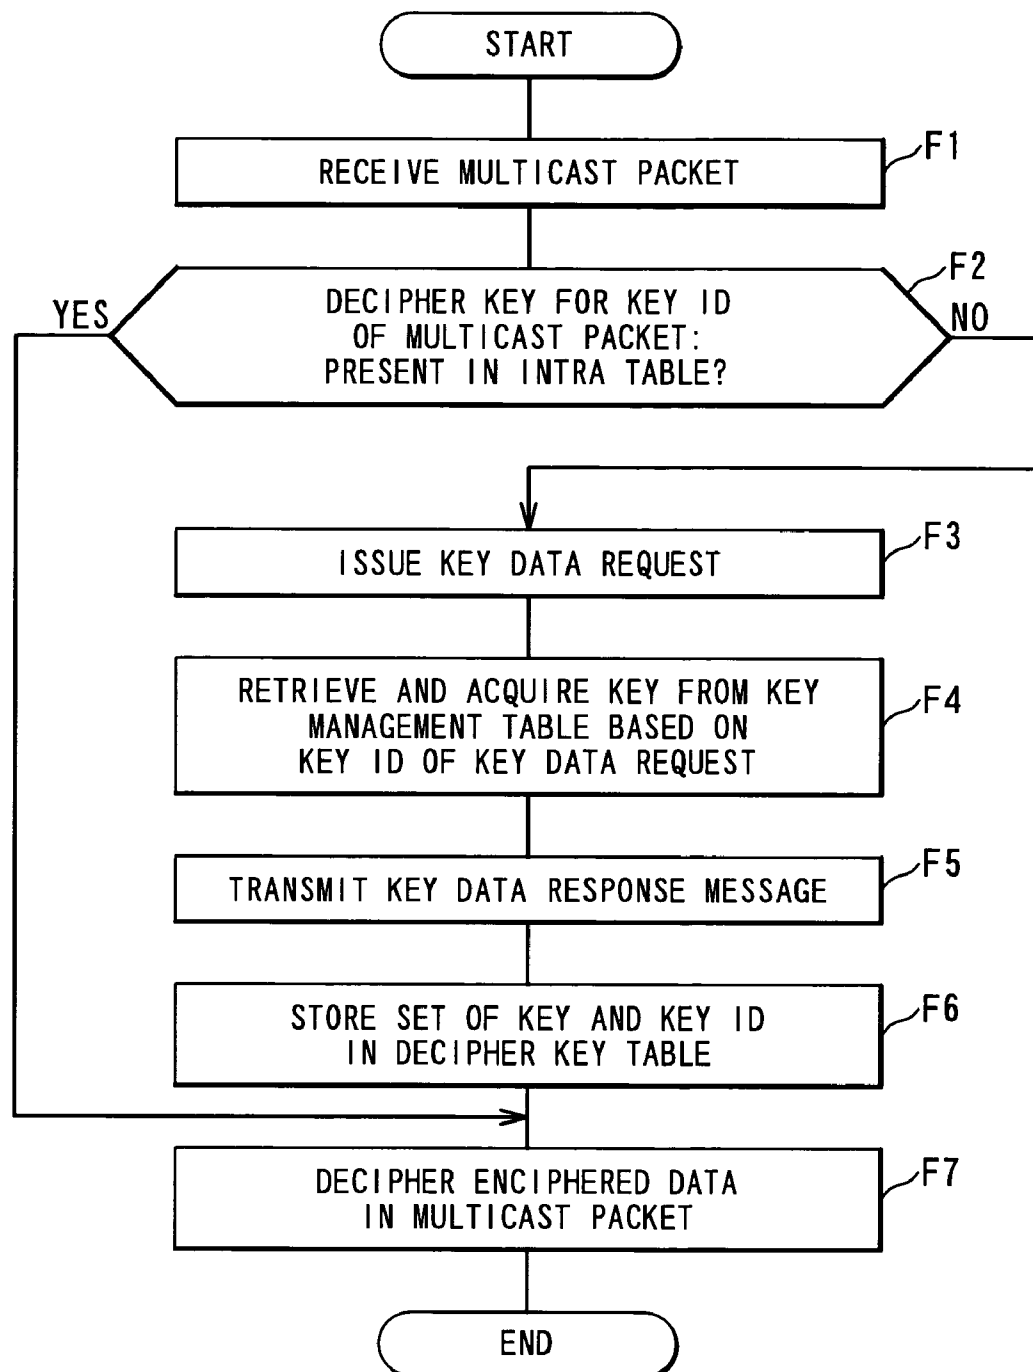 START
F1
RECEIVE MULTICAST PACKET
F2
YES
DECIPHER KEY FOR KEY ID
OF MULTICAST PACKET:
PRESENT IN INTRA TABLE?
NO
F3
ISSUE KEY DATA REQUEST
F4
RETRIEVE AND ACQUIRE KEY FROM KEY
MANAGEMENT TABLE BASED ON
KEY ID OF KEY DATA REQUEST
F5
TRANSMIT KEY DATA RESPONSE MESSAGE
F6
STORE SET OF KEY AND KEY ID
IN DECIPHER KEY TABLE
F7
DECIPHER ENCIPHERED DATA
IN MULTICAST PACKET
END